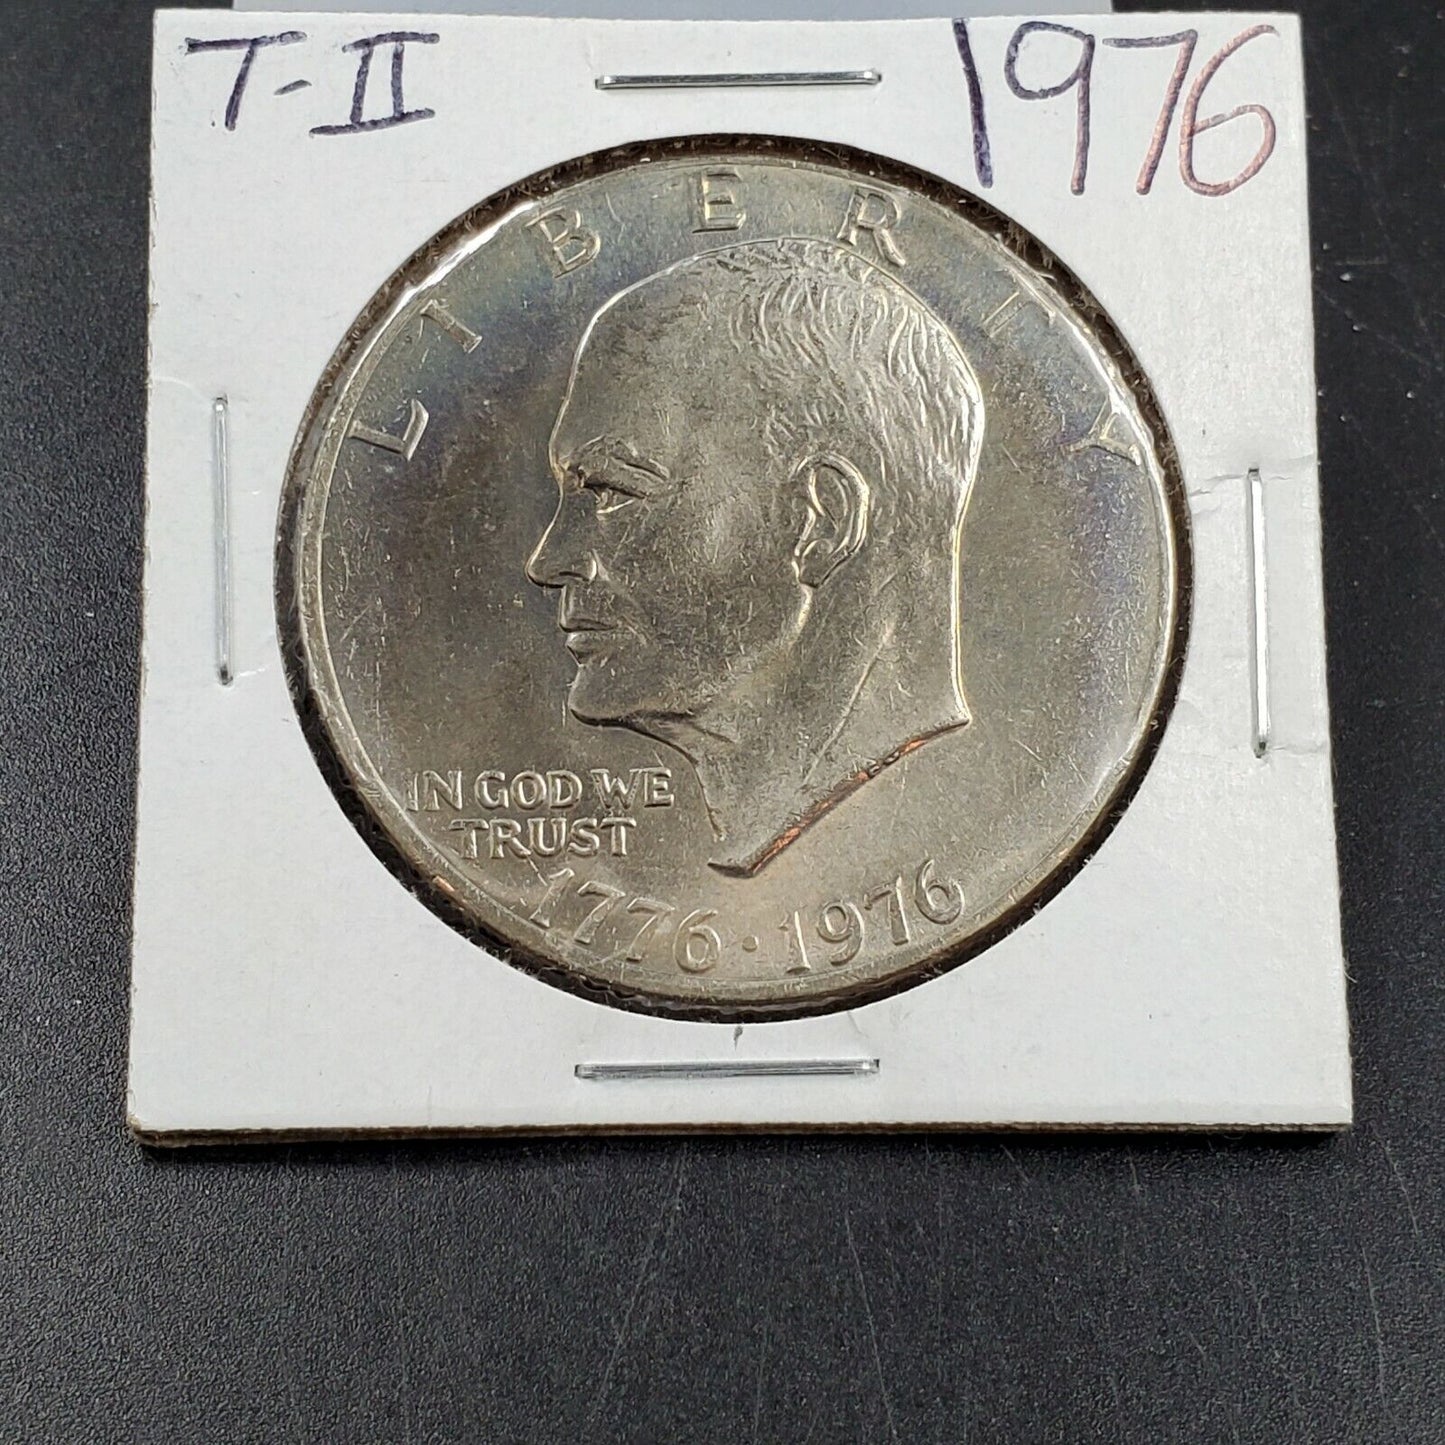 T-II 1976
LIBERTY
IN GOD WE
TRUST
1776·1976